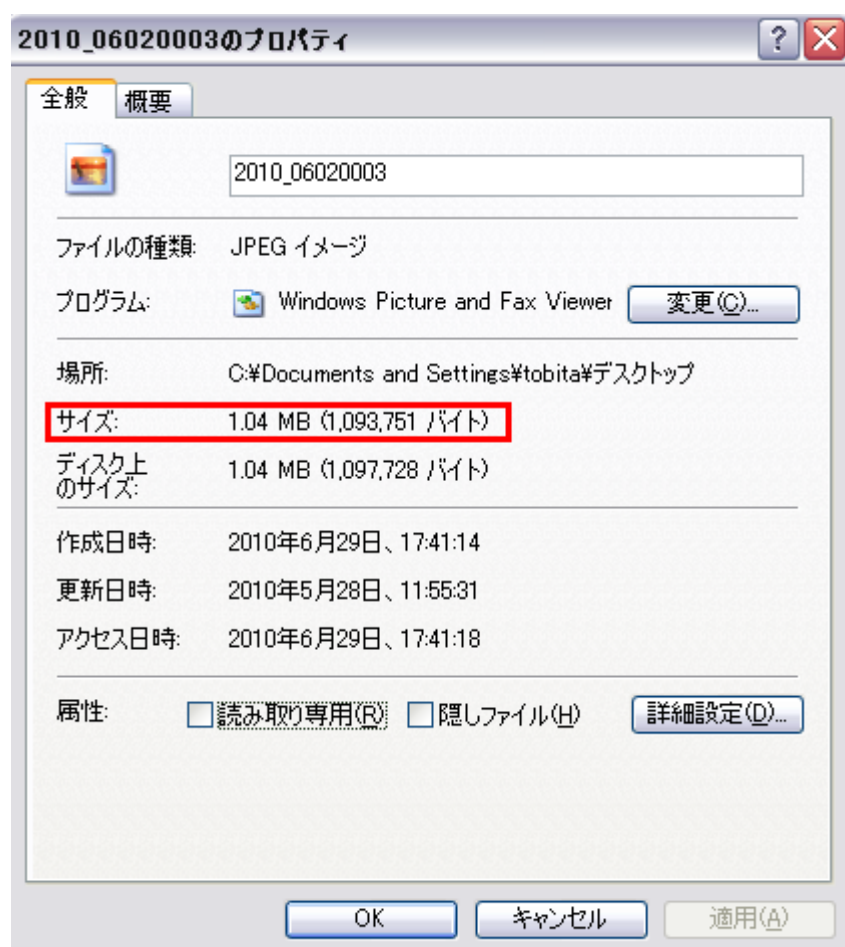 2010_06020003のプロパティ
全般 概要
2010_06020003
ファイルの種類: JPEG イメージ
プログラム: Windows Picture and Fax Viewer 変更(C)...
場所: C:¥Documents and Settings¥tobita¥デスクトップ
サイズ: 1.04 MB (1,093,751 バイト)
ディスク上
のサイズ: 1.04 MB (1,097,728 バイト)
作成日時: 2010年6月29日、17:41:14
更新日時: 2010年5月28日、11:55:31
アクセス日時: 2010年6月29日、17:41:18
属性: 読み取り専用(R) 隠しファイル(H) 詳細設定(D)...
OK キャンセル 適用(A)